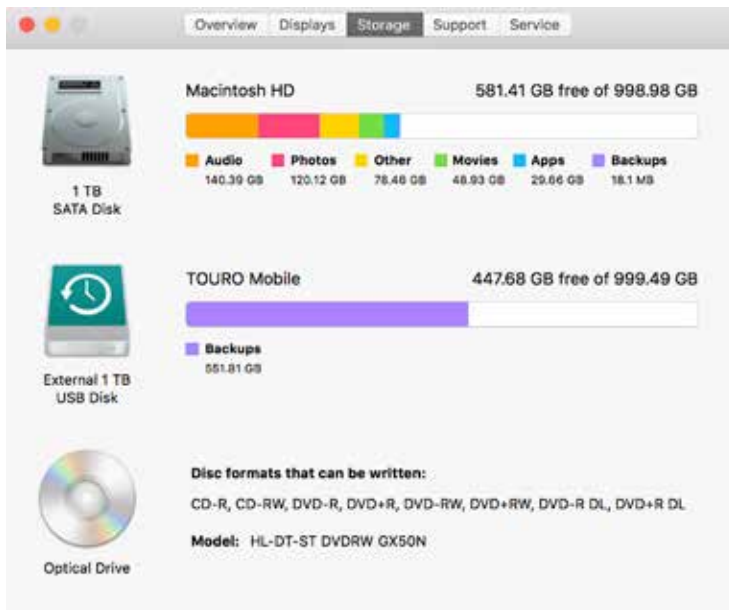 Overview Displays Storage Support Service
Macintosh HD 581.41 GB free of 998.98 GB
Audio Photos Other Movies Apps Backups
140.39 GB 120.12 GB 78.46 GB 48.93 GB 29.66 GB 18.1 MB
1 TB
SATA Disk
TOURO Mobile 447.68 GB free of 999.49 GB
Backups
551.81 GB
External 1 TB
USB Disk
Disc formats that can be written:
CD-R, CD-RW, DVD-R, DVD+R, DVD-RW, DVD+RW, DVD-R DL, DVD+R DL
Model: HL-DT-ST DVDRW GX50N
Optical Drive